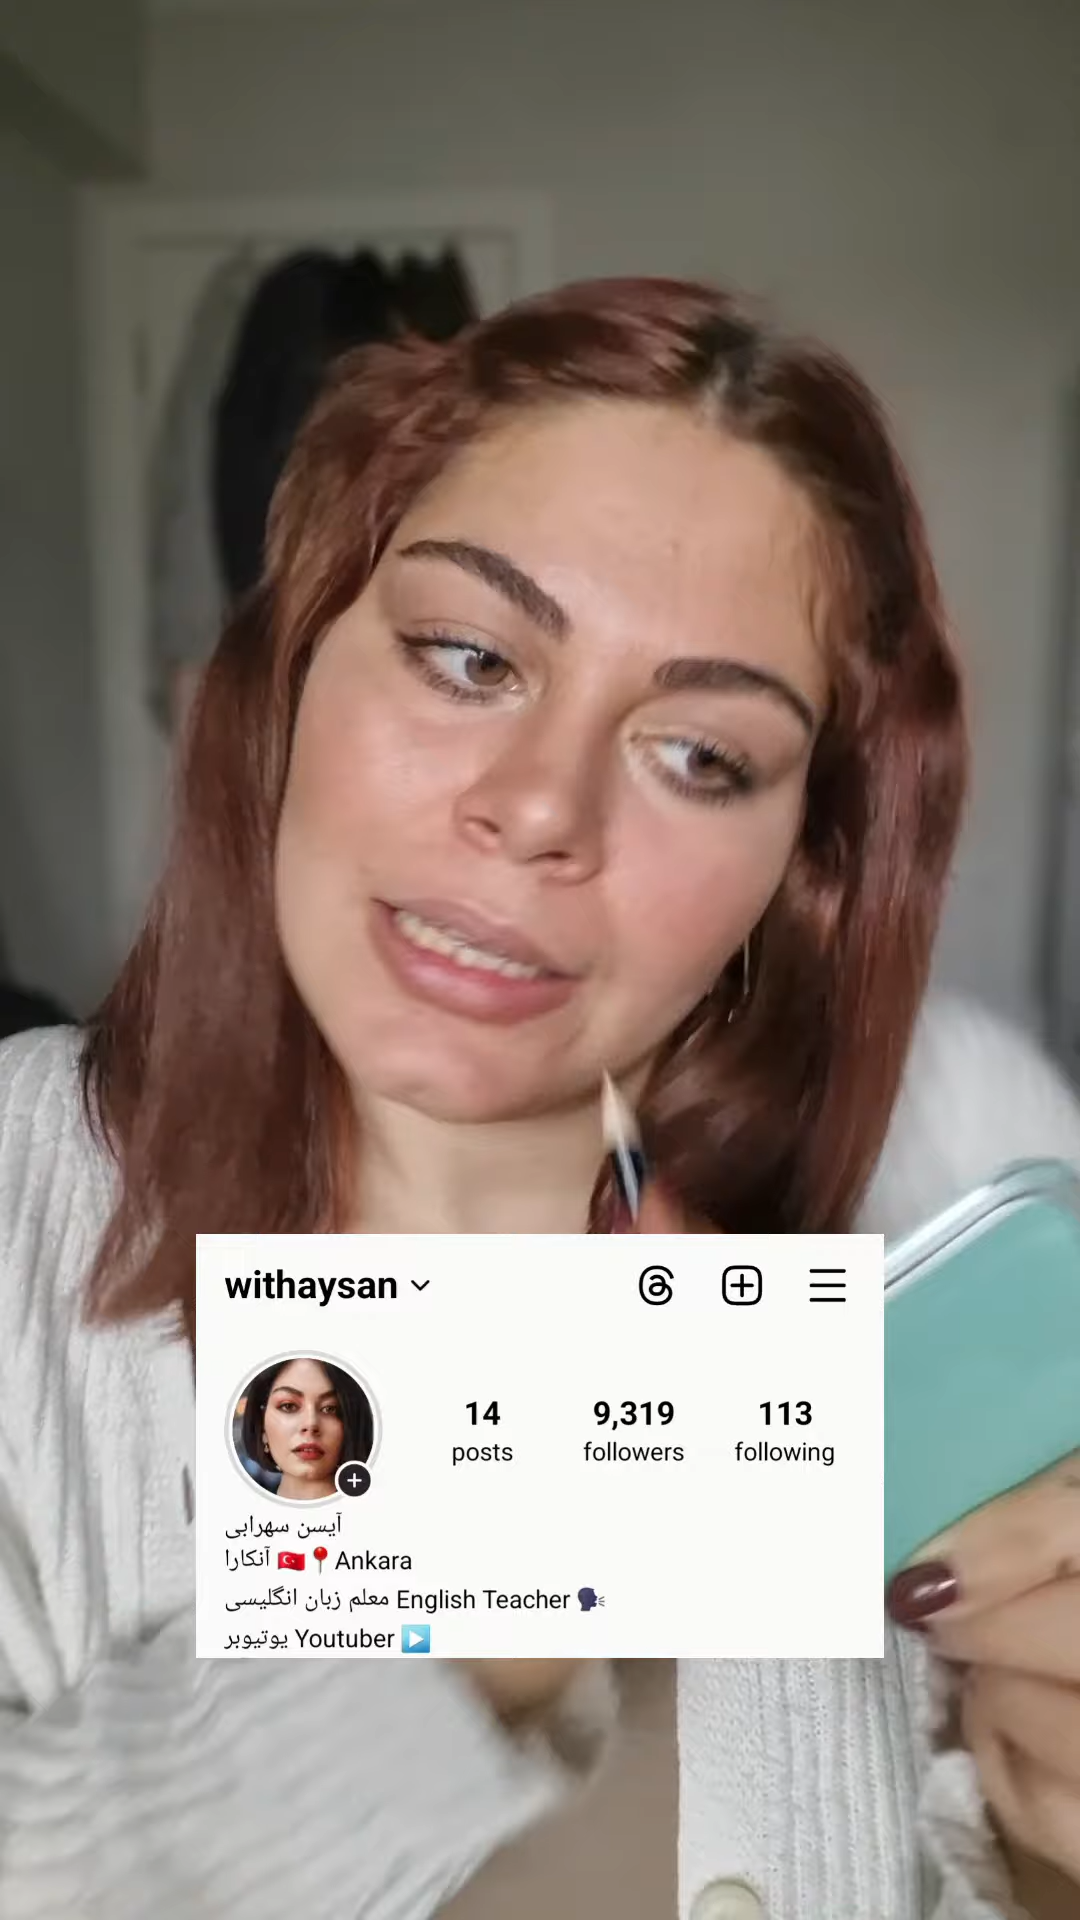 withaysan
14 9,319 113
posts followers following
آیسن سهرابی
آنکارا 🇹🇷📍Ankara
معلم زبان انگلیسی English Teacher 🗣️
یوتیوبر Youtuber ▶️